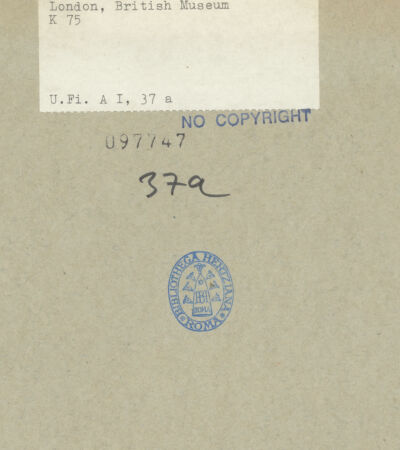 London, British Museum
K 75
U.Fi. A I, 37 a
NO COPYRIGHT
097747
37a
BIBLIOTHECA HERTZIANA
ROMA